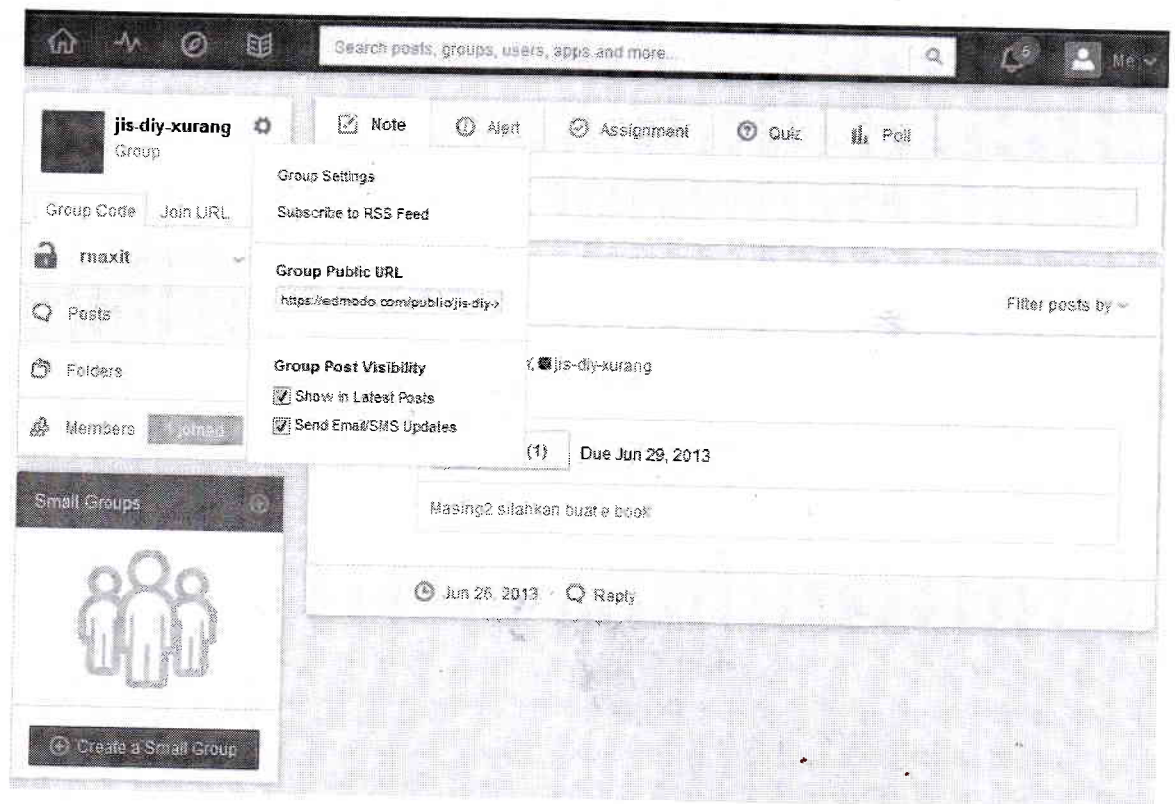 Search posts, groups, users, apps and more...
5
Me
jis-diy-xurang
Group
Note
Alert
Assignment
Quiz
Poll
Group Code
Join URL
rnaxit
Posts
Folders
Members
1 joined
Group Settings
Subscribe to RSS Feed
Group Public URL
https://edmodo.com/public/jis-diy-x
Group Post Visibility
Show in Latest Posts
Send Email/SMS Updates
Filter posts by
jis-diy-xurang
(1)
Due Jun 29, 2013
Masing2 silahkan buat e book
Jun 26, 2013 · Reply
Small Groups
Create a Small Group